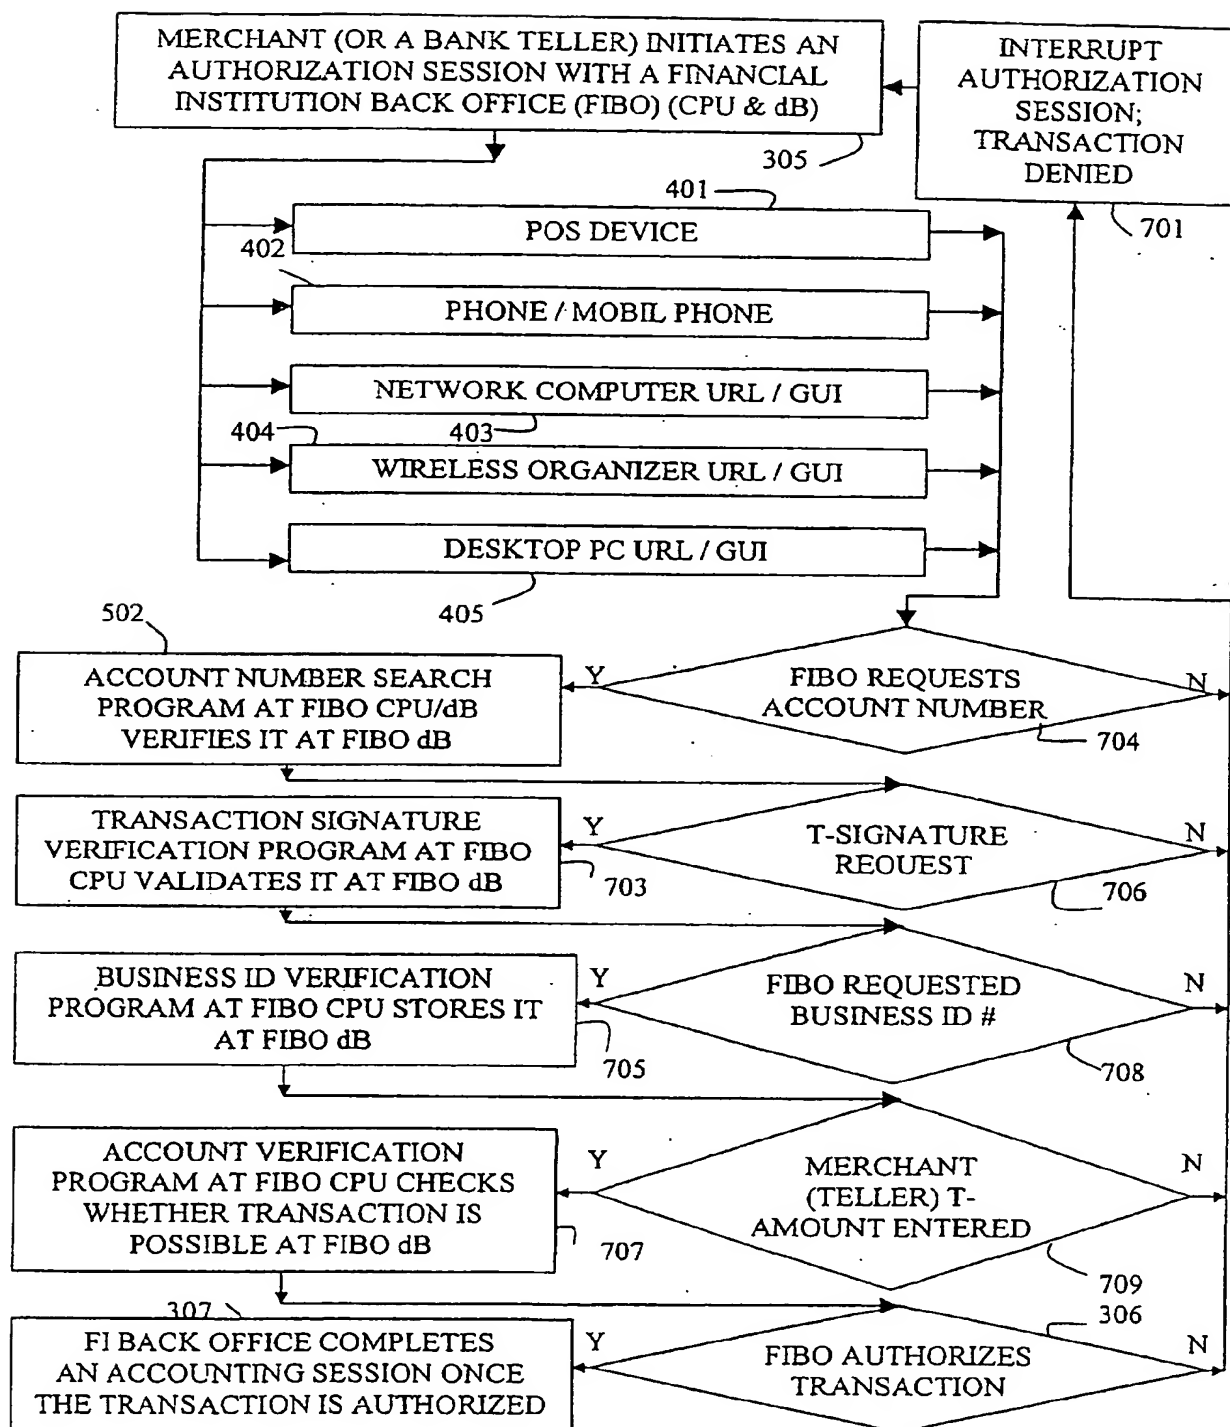 MERCHANT (OR A BANK TELLER) INITIATES AN
AUTHORIZATION SESSION WITH A FINANCIAL
INSTITUTION BACK OFFICE (FIBO) (CPU & dB)
305
INTERRUPT
AUTHORIZATION
SESSION;
TRANSACTION
DENIED
701
401
POS DEVICE
402
PHONE / MOBIL PHONE
NETWORK COMPUTER URL / GUI
403
404
WIRELESS ORGANIZER URL / GUI
DESKTOP PC URL / GUI
405
502
ACCOUNT NUMBER SEARCH
PROGRAM AT FIBO CPU/dB
VERIFIES IT AT FIBO dB
Y
FIBO REQUESTS
ACCOUNT NUMBER
N
704
TRANSACTION SIGNATURE
VERIFICATION PROGRAM AT FIBO
CPU VALIDATES IT AT FIBO dB
703
Y
T-SIGNATURE
REQUEST
N
706
BUSINESS ID VERIFICATION
PROGRAM AT FIBO CPU STORES IT
AT FIBO dB
705
Y
FIBO REQUESTED
BUSINESS ID #
N
708
ACCOUNT VERIFICATION
PROGRAM AT FIBO CPU CHECKS
WHETHER TRANSACTION IS
POSSIBLE AT FIBO dB
707
Y
MERCHANT
(TELLER) T-
AMOUNT ENTERED
N
709
307
FI BACK OFFICE COMPLETES
AN ACCOUNTING SESSION ONCE
THE TRANSACTION IS AUTHORIZED
Y
FIBO AUTHORIZES
TRANSACTION
306
N